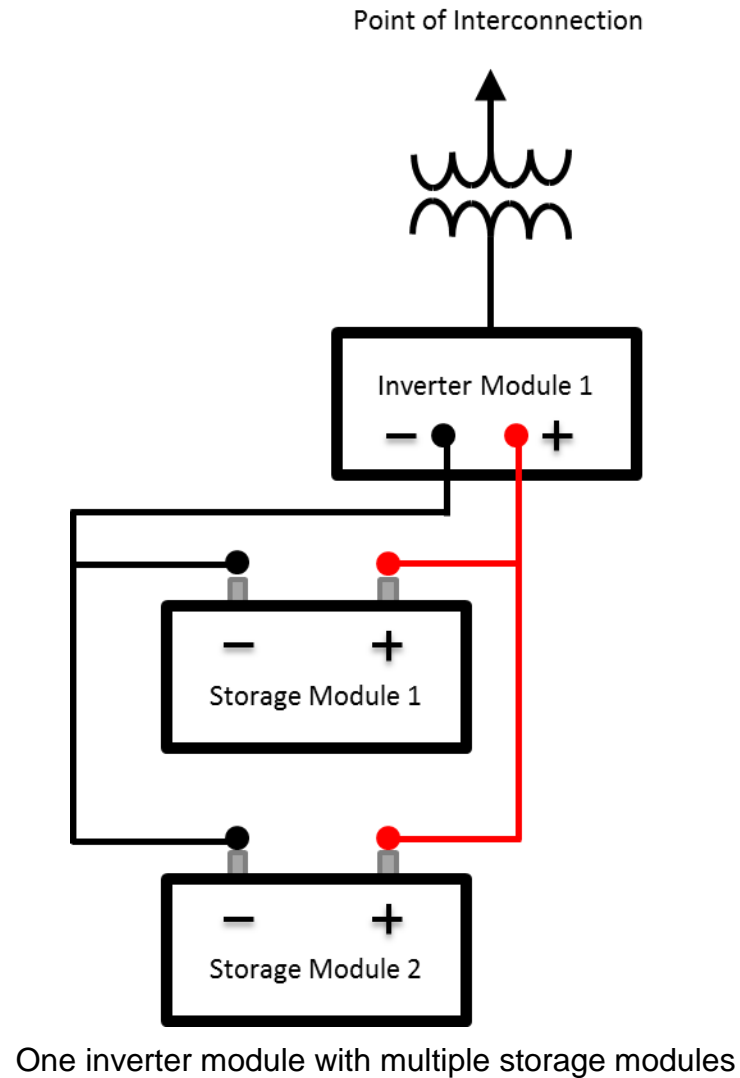 Point of Interconnection
Inverter Module 1
− +
− +
Storage Module 1
− +
Storage Module 2
One inverter module with multiple storage modules